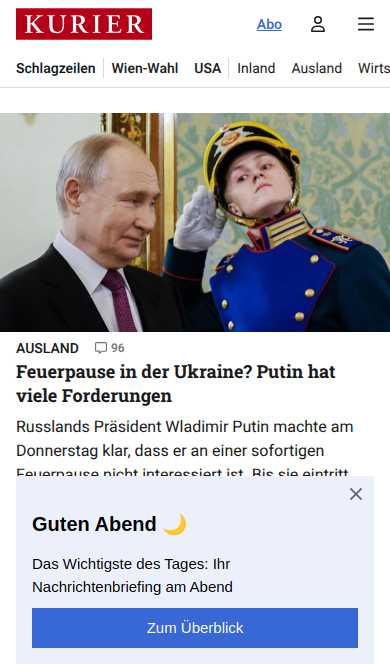 KURIER
Abo
Schlagzeilen Wien-Wahl USA Inland Ausland Wirts
AUSLAND 96
Feuerpause in der Ukraine? Putin hat
viele Forderungen
Russlands Präsident Wladimir Putin machte am
Donnerstag klar, dass er an einer sofortigen
Feuerpause nicht interessiert ist. Bis sie eintritt
Guten Abend 🌙
Das Wichtigste des Tages: Ihr
Nachrichtenbriefing am Abend
Zum Überblick